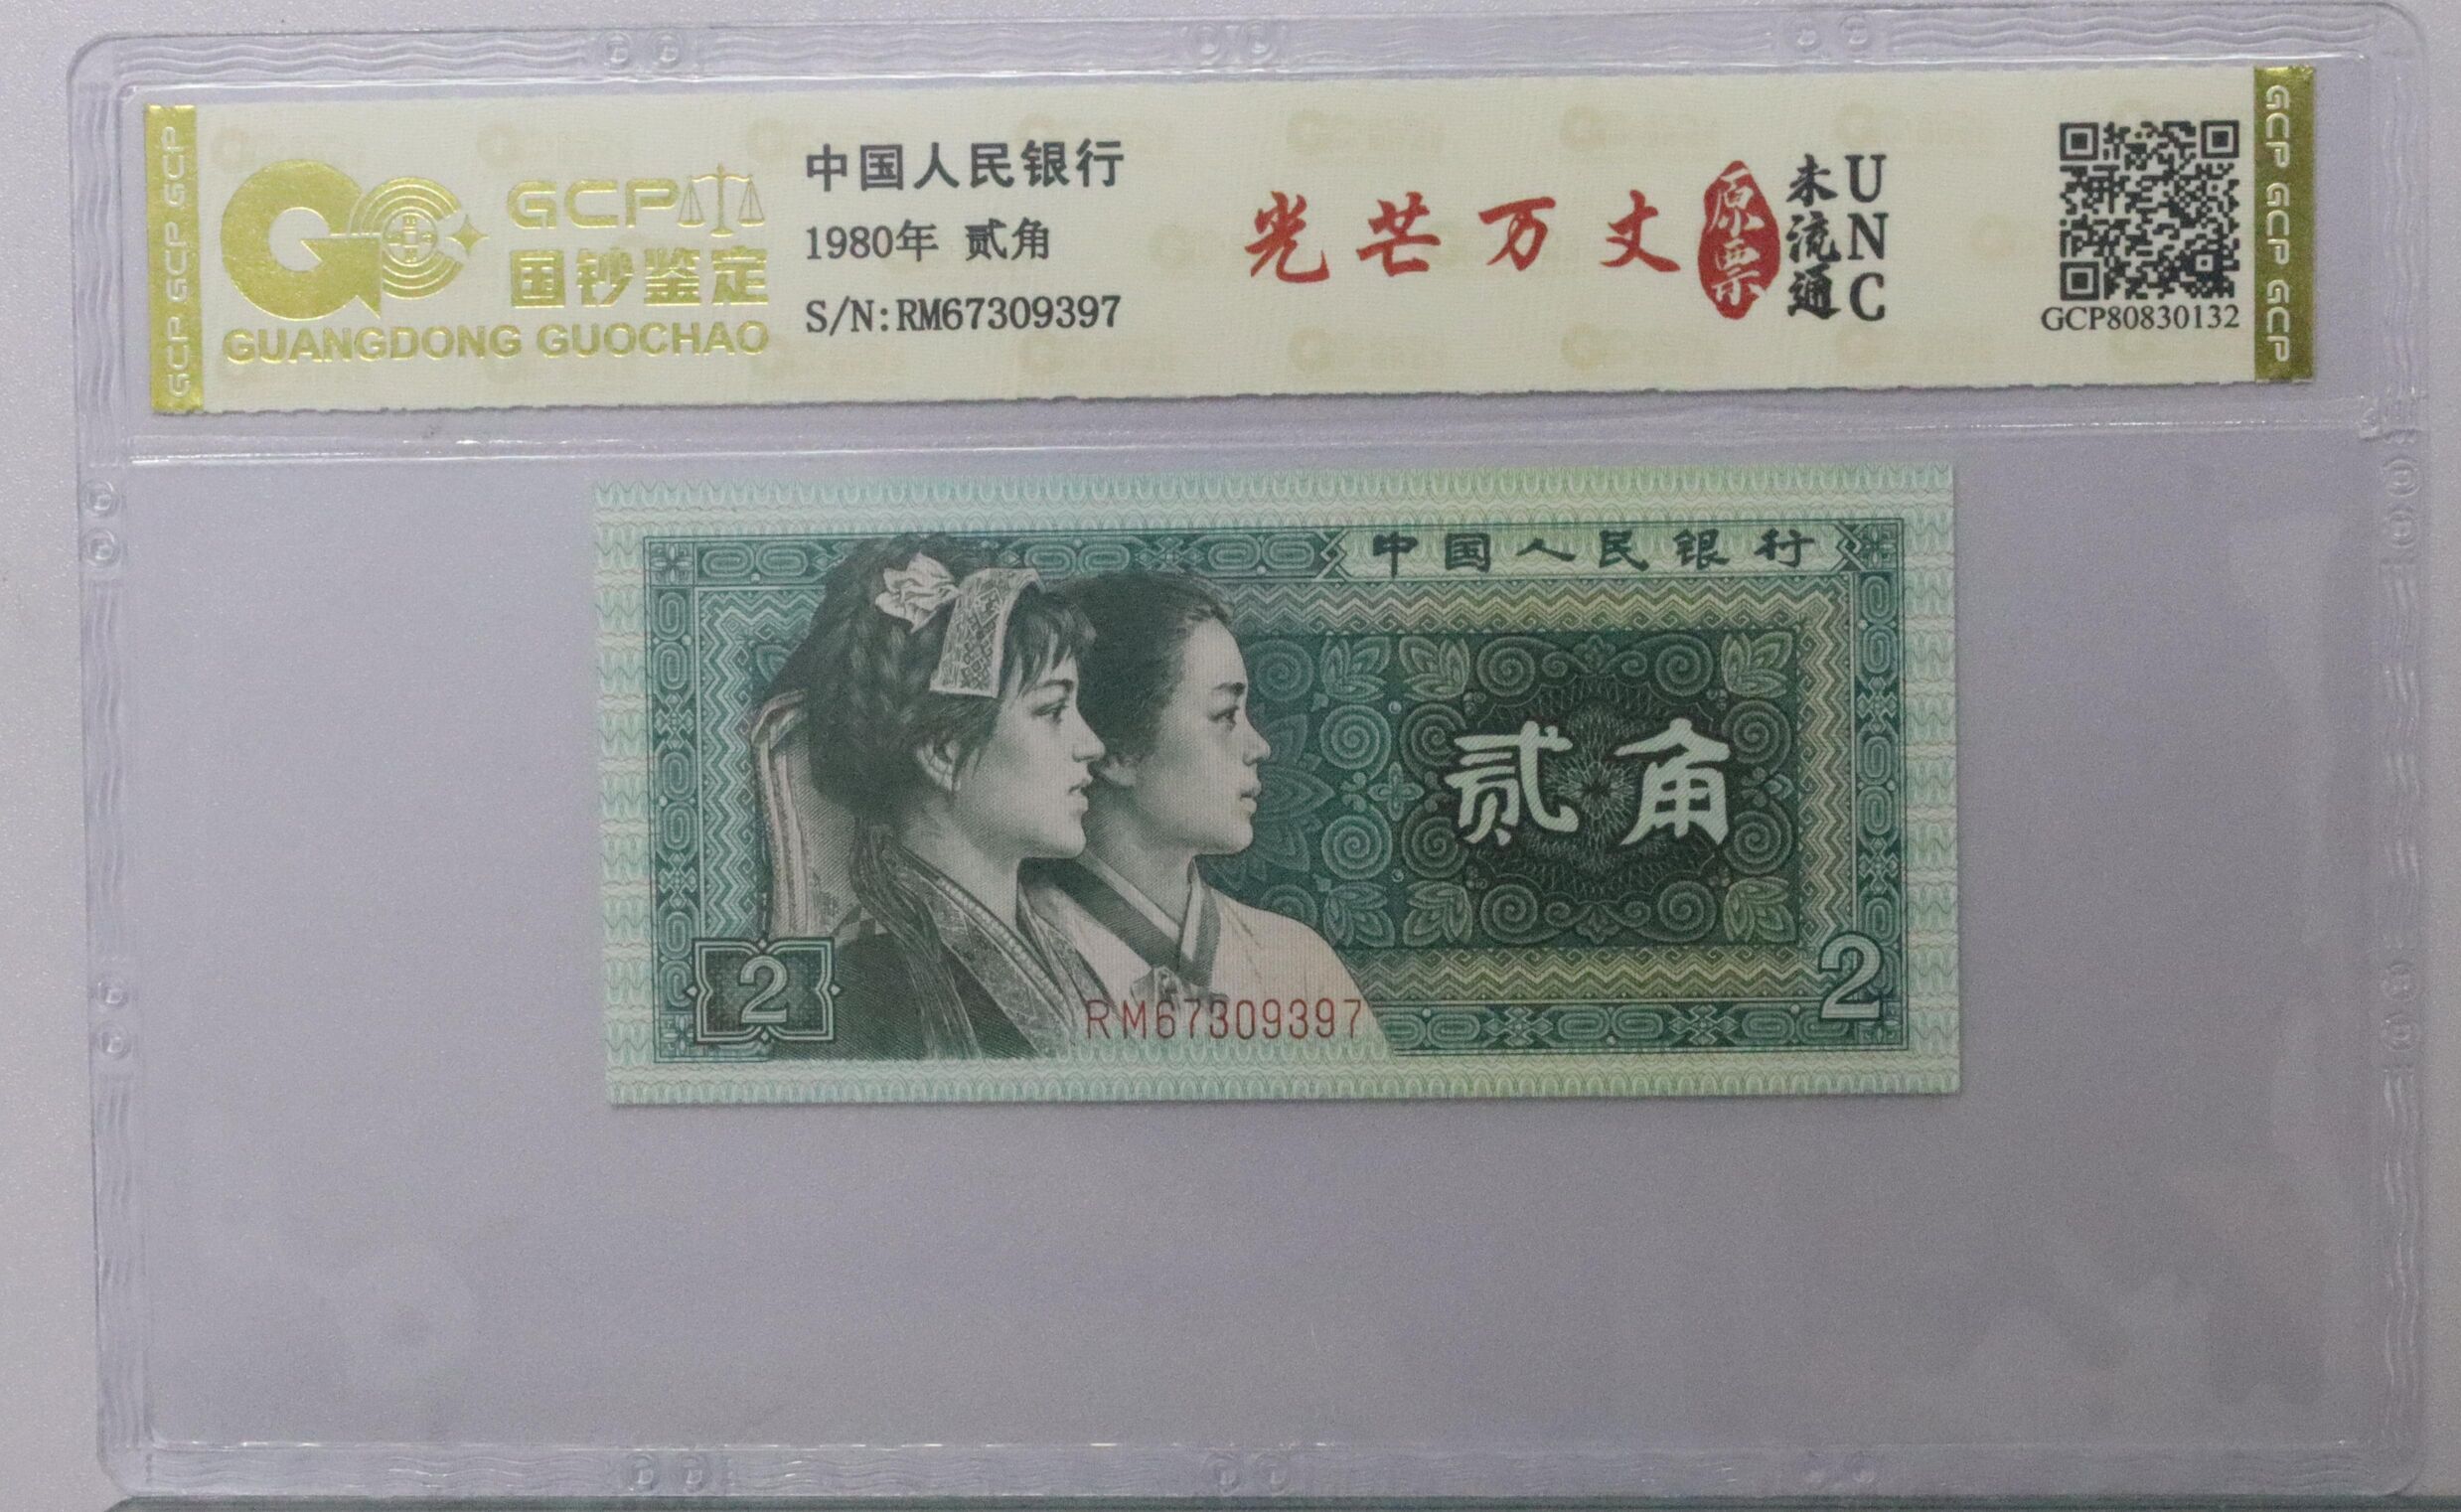 GCP GCP GCP
GCP
国钞鉴定
GUANGDONG GUOCHAO
中国人民银行
1980年 贰角
S/N:RM67309397
光芒万丈
原票
未流通
UNC
GCP80830132
GCP GCP GCP
中国人民银行
贰角
2
2
RM67309397